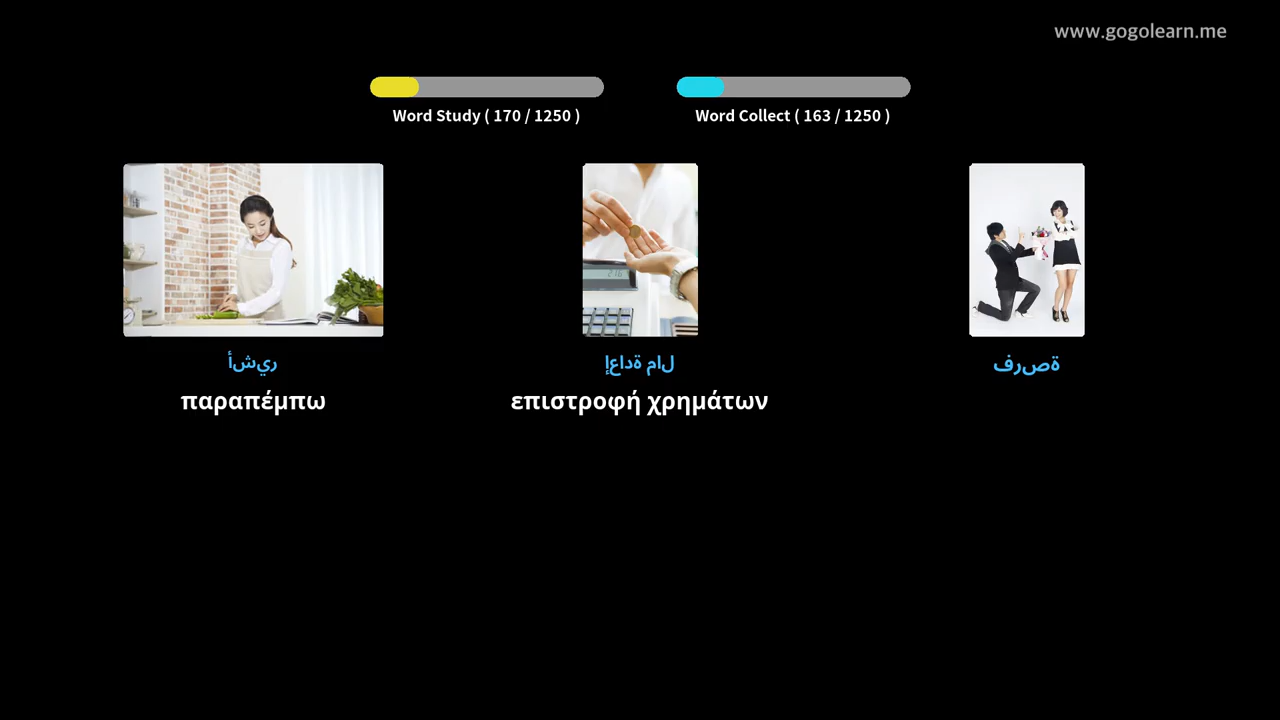 www.gogolearn.me
Word Study ( 170 / 1250 )
Word Collect ( 163 / 1250 )
أشير
إعادة مال
فرصة
παραπέμπω
επιστροφή χρημάτων